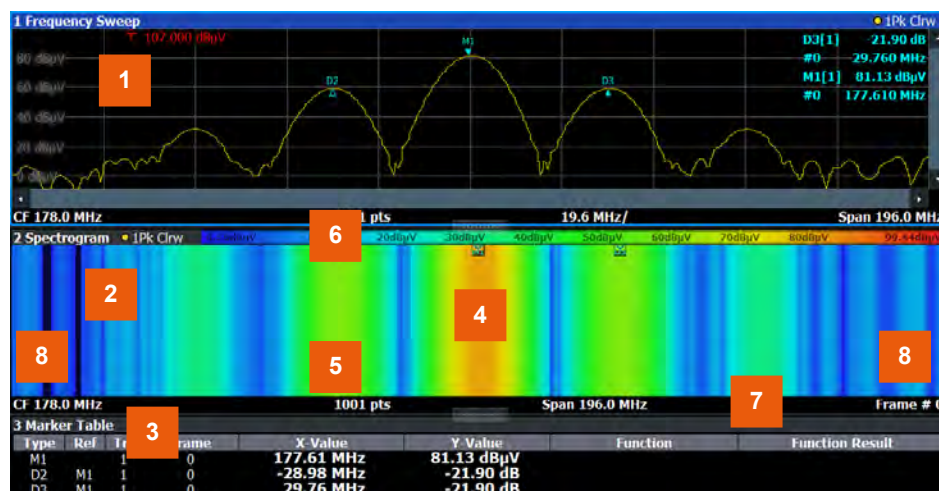 1 Frequency Sweep 1Pk Clrw
107.000 dBµV M1 D3[1] -21.90 dB
80 dBµV 1 #0 29.760 MHz
60 dBµV D2 D3 M1[1] 81.13 dBµV
#0 177.610 MHz
40 dBµV
20 dBµV
0 dBµV
CF 178.0 MHz pts 19.6 MHz/ Span 196.0 MHz
2 Spectrogram 1Pk Clrw 6 20dBµV 30dBµV 40dBµV 50dBµV 60dBµV 70dBµV 80dBµV
M1
2 4
8 5 8
CF 178.0 MHz 1001 pts Span 196.0 MHz 7 Frame #
3 Marker Table 3
Type Ref X-Value Y-Value Function Function Result
M1 1 0 177.61 MHz 81.13 dBµV
D2 M1 1 0 -28.98 MHz -21.90 dB
D3 M1 1 0 29.76 MHz -21.90 dB